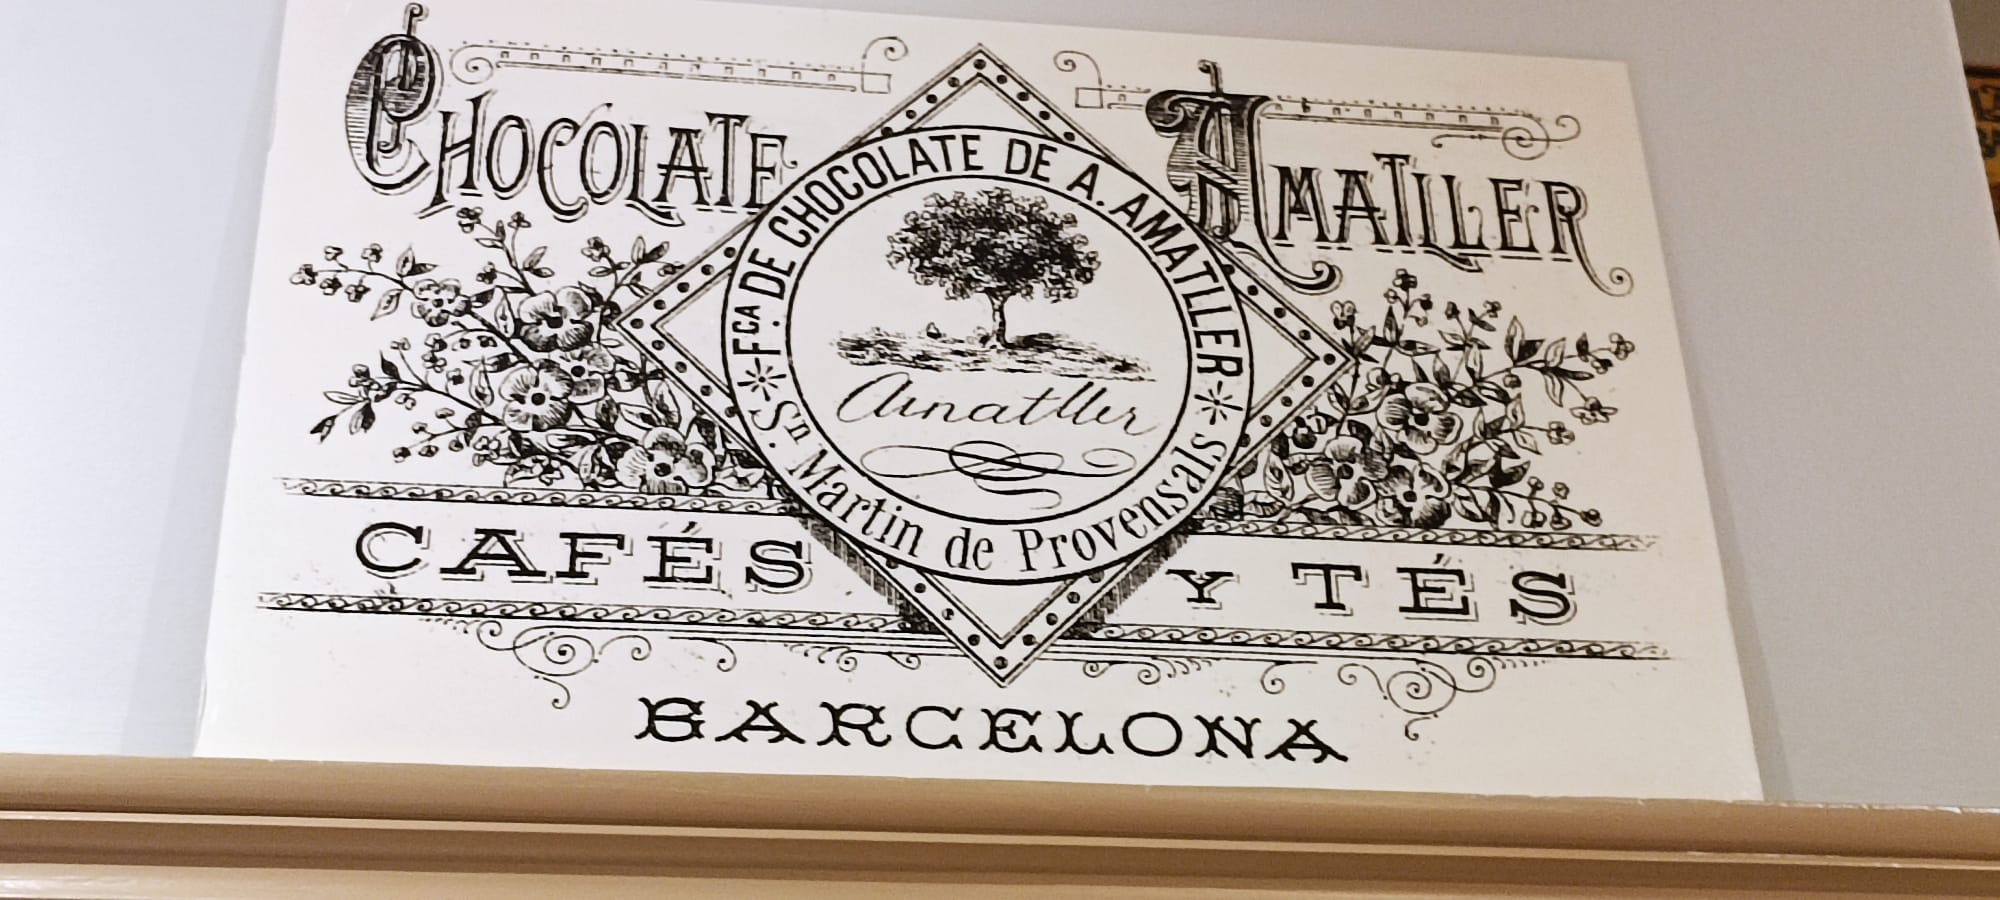 CHOCOLATE AMATLLER
Fca. DE CHOCOLATE DE A. AMATLLER
Amatller
Sn. Martin de Provensals
CAFÉS Y TÉS
BARCELONA